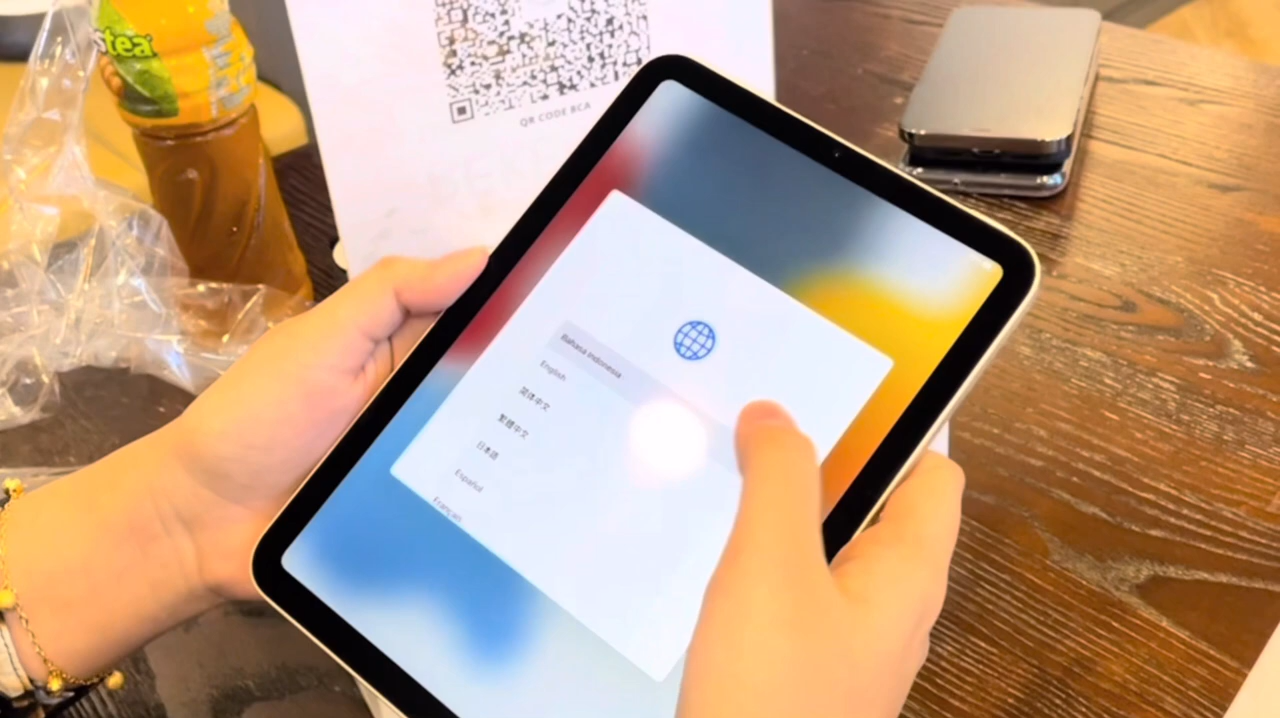 tea
QR CODE BCA
Bahasa Indonesia
English
简体中文
繁體中文
日本語
Español
Français